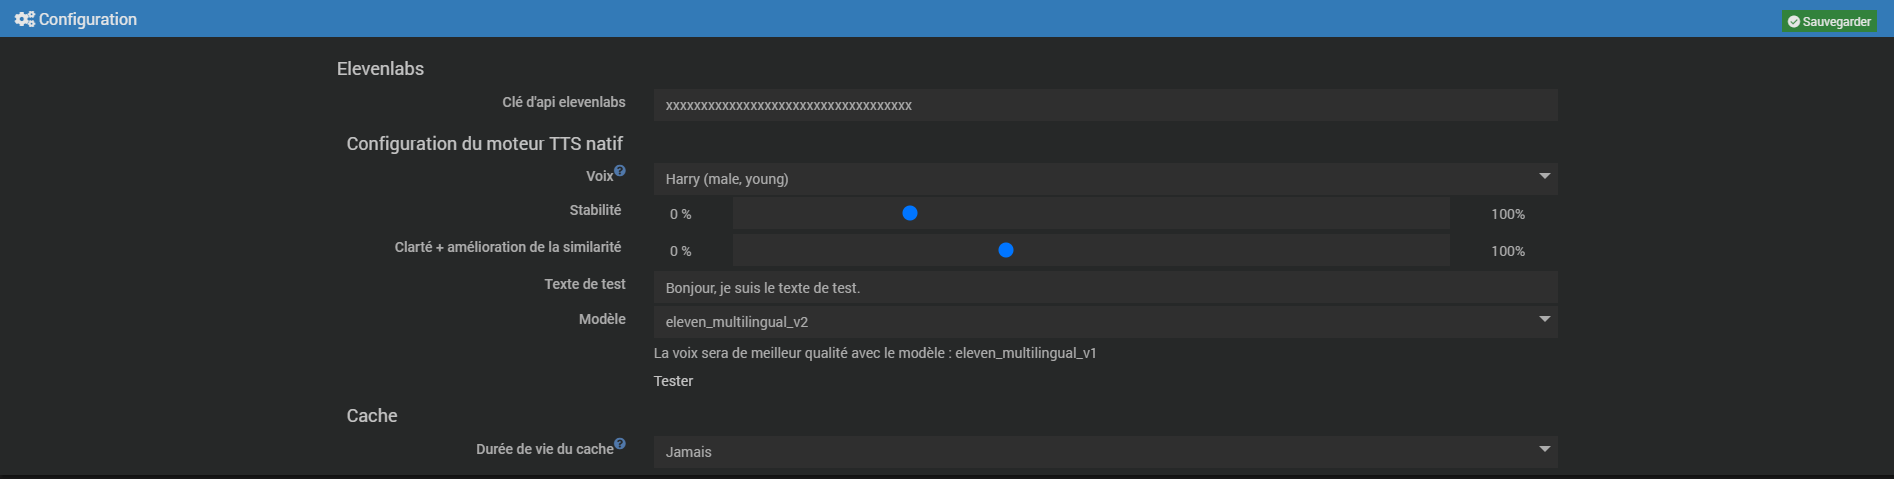 Configuration
Sauvegarder
Elevenlabs
Clé d'api elevenlabs
xxxxxxxxxxxxxxxxxxxxxxxxxxxxxxxxxxx
Configuration du moteur TTS natif
Voix ?
Harry (male, young)
Stabilité
0 %
100%
Clarté + amélioration de la similarité
0 %
100%
Texte de test
Bonjour, je suis le texte de test.
Modèle
eleven_multilingual_v2
La voix sera de meilleur qualité avec le modèle : eleven_multilingual_v1
Tester
Cache
Durée de vie du cache ?
Jamais